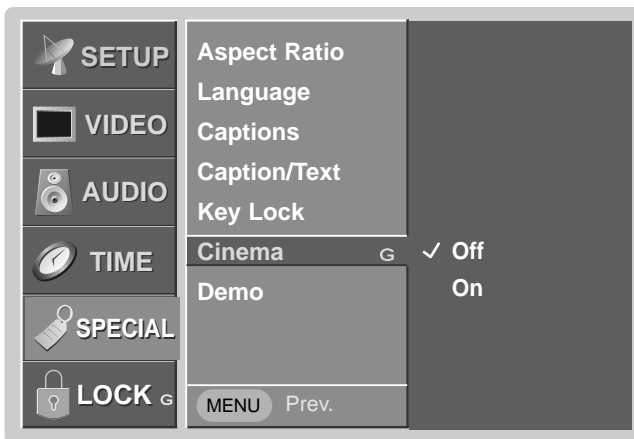 SETUP
VIDEO
AUDIO
TIME
SPECIAL
LOCK G
Aspect Ratio
Language
Captions
Caption/Text
Key Lock
Cinema G
Demo
MENU Prev.
✓ Off
On